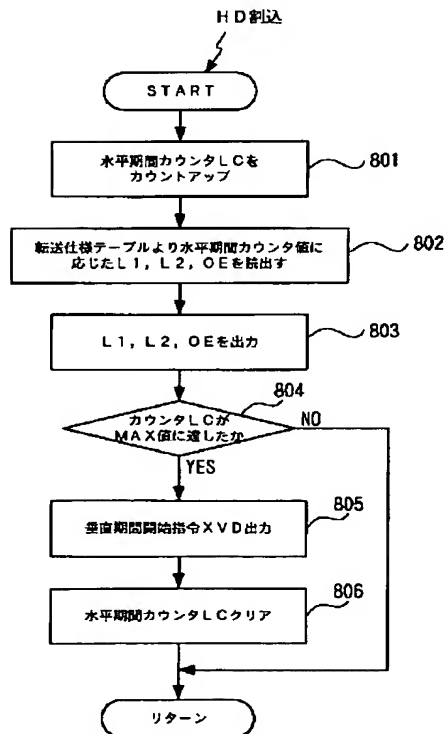 HD割込
START
水平期間カウンタLCを
カウントアップ
801
転送仕様テーブルより水平期間カウンタ値に
応じたL1，L2，OEを読出す
802
L1，L2，OEを出力
803
804
カウンタLCが
MAX値に達したか
NO
YES
垂直期間開始指令XVD出力
805
水平期間カウンタLCクリア
806
リターン